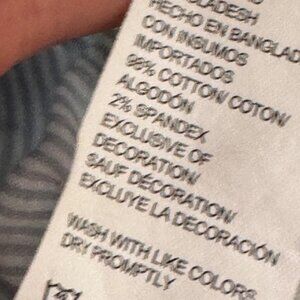 LADESH
HECHO EN BANGLAD
CON INSUMOS
IMPORTADOS
98% COTTON/ COTON/
ALGODÓN
2% SPANDEX
EXCLUSIVE OF
DECORATION/
SAUF DÉCORATION/
EXCLUYE LA DECORACIÓN
WASH WITH LIKE COLORS
DRY PROMPTLY